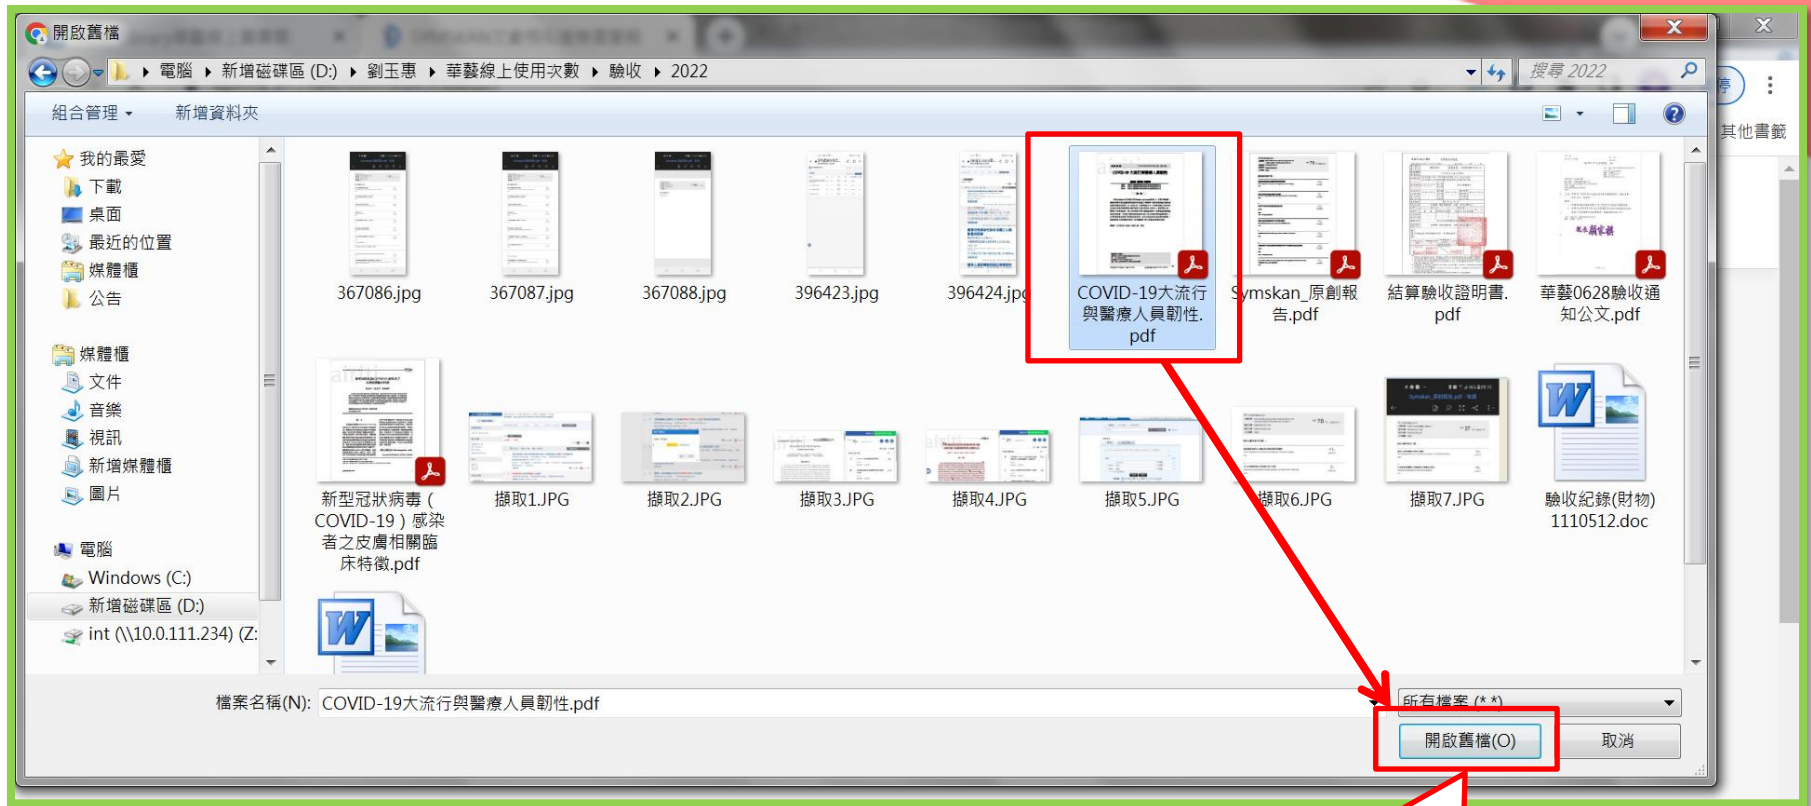 開啟舊檔
電腦 ▸ 新增磁碟區 (D:) ▸ 劉玉惠 ▸ 華藝線上使用次數 ▸ 驗收 ▸ 2022
搜尋 2022
停
組合管理
新增資料夾
其他書籤
我的最愛
下載
桌面
最近的位置
媒體櫃
公告
媒體櫃
文件
音樂
視訊
新增媒體櫃
圖片
電腦
Windows (C:)
新增磁碟區 (D:)
int (\\10.0.111.234) (Z:
367086.jpg
367087.jpg
367088.jpg
396423.jpg
396424.jpg
COVID-19大流行
與醫療人員韌性.
pdf
Symskan_原創報
告.pdf
結算驗收證明書.
pdf
華藝0628驗收通
知公文.pdf
新型冠狀病毒 (
COVID-19 ) 感染
者之皮膚相關臨
床特徵.pdf
擷取1.JPG
擷取2.JPG
擷取3.JPG
擷取4.JPG
擷取5.JPG
擷取6.JPG
擷取7.JPG
驗收紀錄(財物)
1110512.doc
檔案名稱(N):
COVID-19大流行與醫療人員韌性.pdf
所有檔案 (*.*)
開啟舊檔(O)
取消